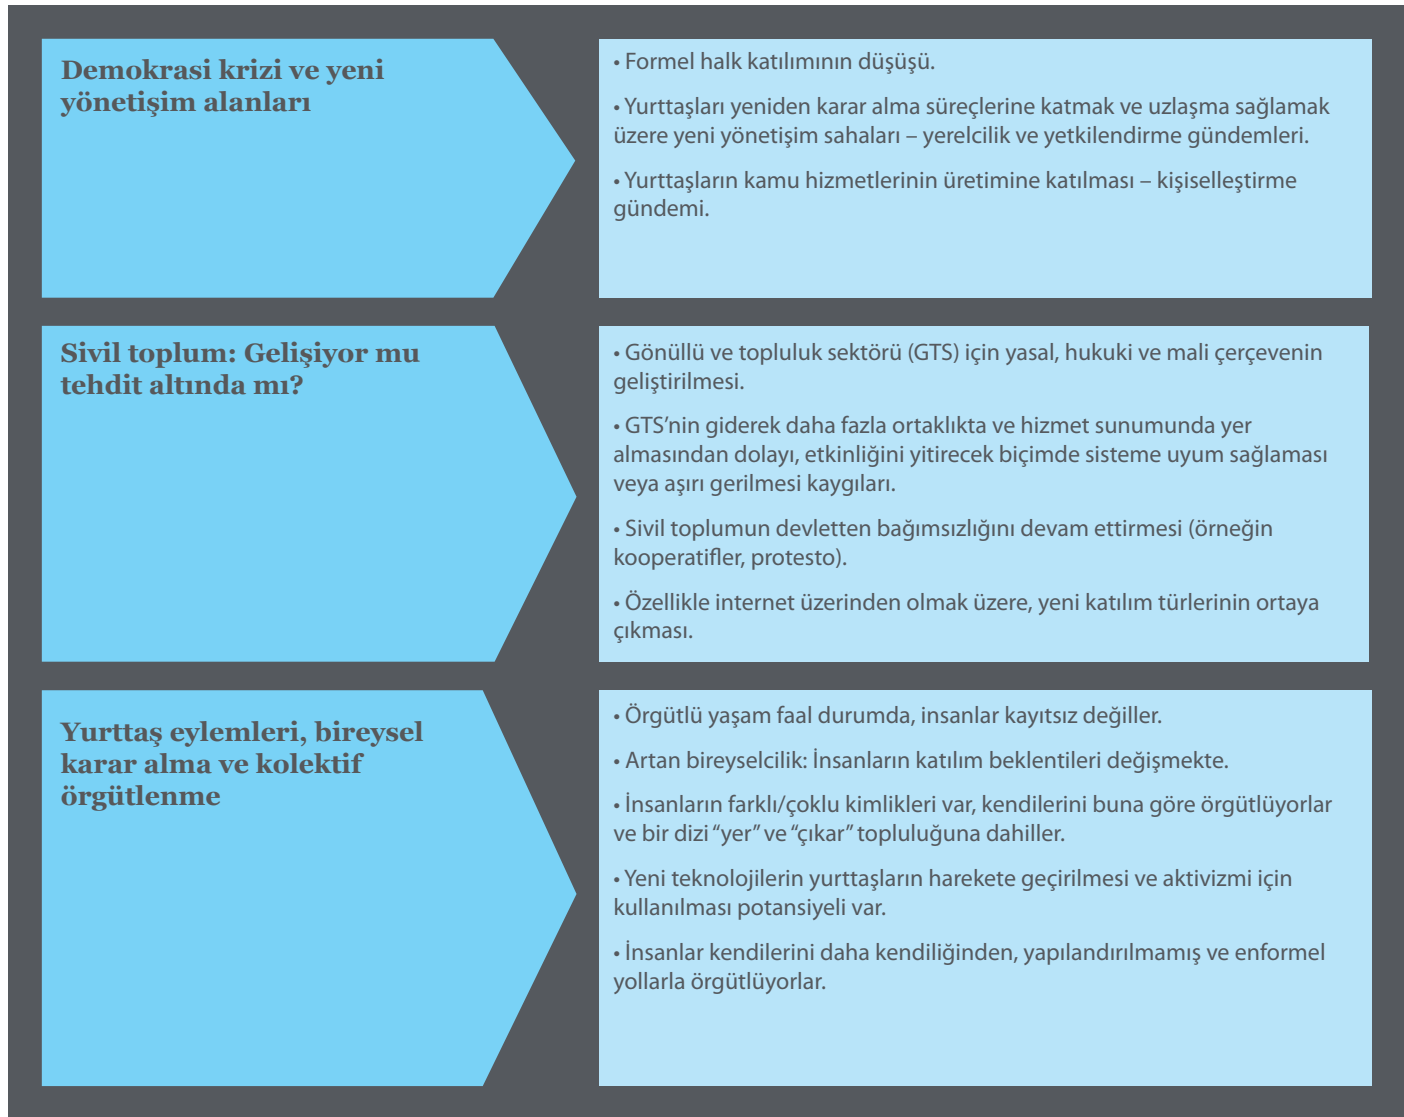 Demokrasi krizi ve yeni
yönetişim alanları
• Formel halk katılımının düşüşü.
• Yurttaşları yeniden karar alma süreçlerine katmak ve uzlaşma sağlamak
üzere yeni yönetişim sahaları – yerelcilik ve yetkilendirme gündemleri.
• Yurttaşların kamu hizmetlerinin üretimine katılması – kişiselleştirme
gündemi.
Sivil toplum: Gelişiyor mu
tehdit altında mı?
• Gönüllü ve topluluk sektörü (GTS) için yasal, hukuki ve mali çerçevenin
geliştirilmesi.
• GTS’nin giderek daha fazla ortaklıkta ve hizmet sunumunda yer
almasından dolayı, etkinliğini yitirecek biçimde sisteme uyum sağlaması
veya aşırı gerilmesi kaygıları.
• Sivil toplumun devletten bağımsızlığını devam ettirmesi (örneğin
kooperatifler, protesto).
• Özellikle internet üzerinden olmak üzere, yeni katılım türlerinin ortaya
çıkması.
Yurttaş eylemleri, bireysel
karar alma ve kolektif
örgütlenme
• Örgütlü yaşam faal durumda, insanlar kayıtsız değiller.
• Artan bireyselcilik: İnsanların katılım beklentileri değişmekte.
• İnsanların farklı/çoklu kimlikleri var, kendilerini buna göre örgütlüyorlar
ve bir dizi “yer” ve “çıkar” topluluğuna dahiller.
• Yeni teknolojilerin yurttaşların harekete geçirilmesi ve aktivizmi için
kullanılması potansiyeli var.
• İnsanlar kendilerini daha kendiliğinden, yapılandırılmamış ve enformel
yollarla örgütlüyorlar.